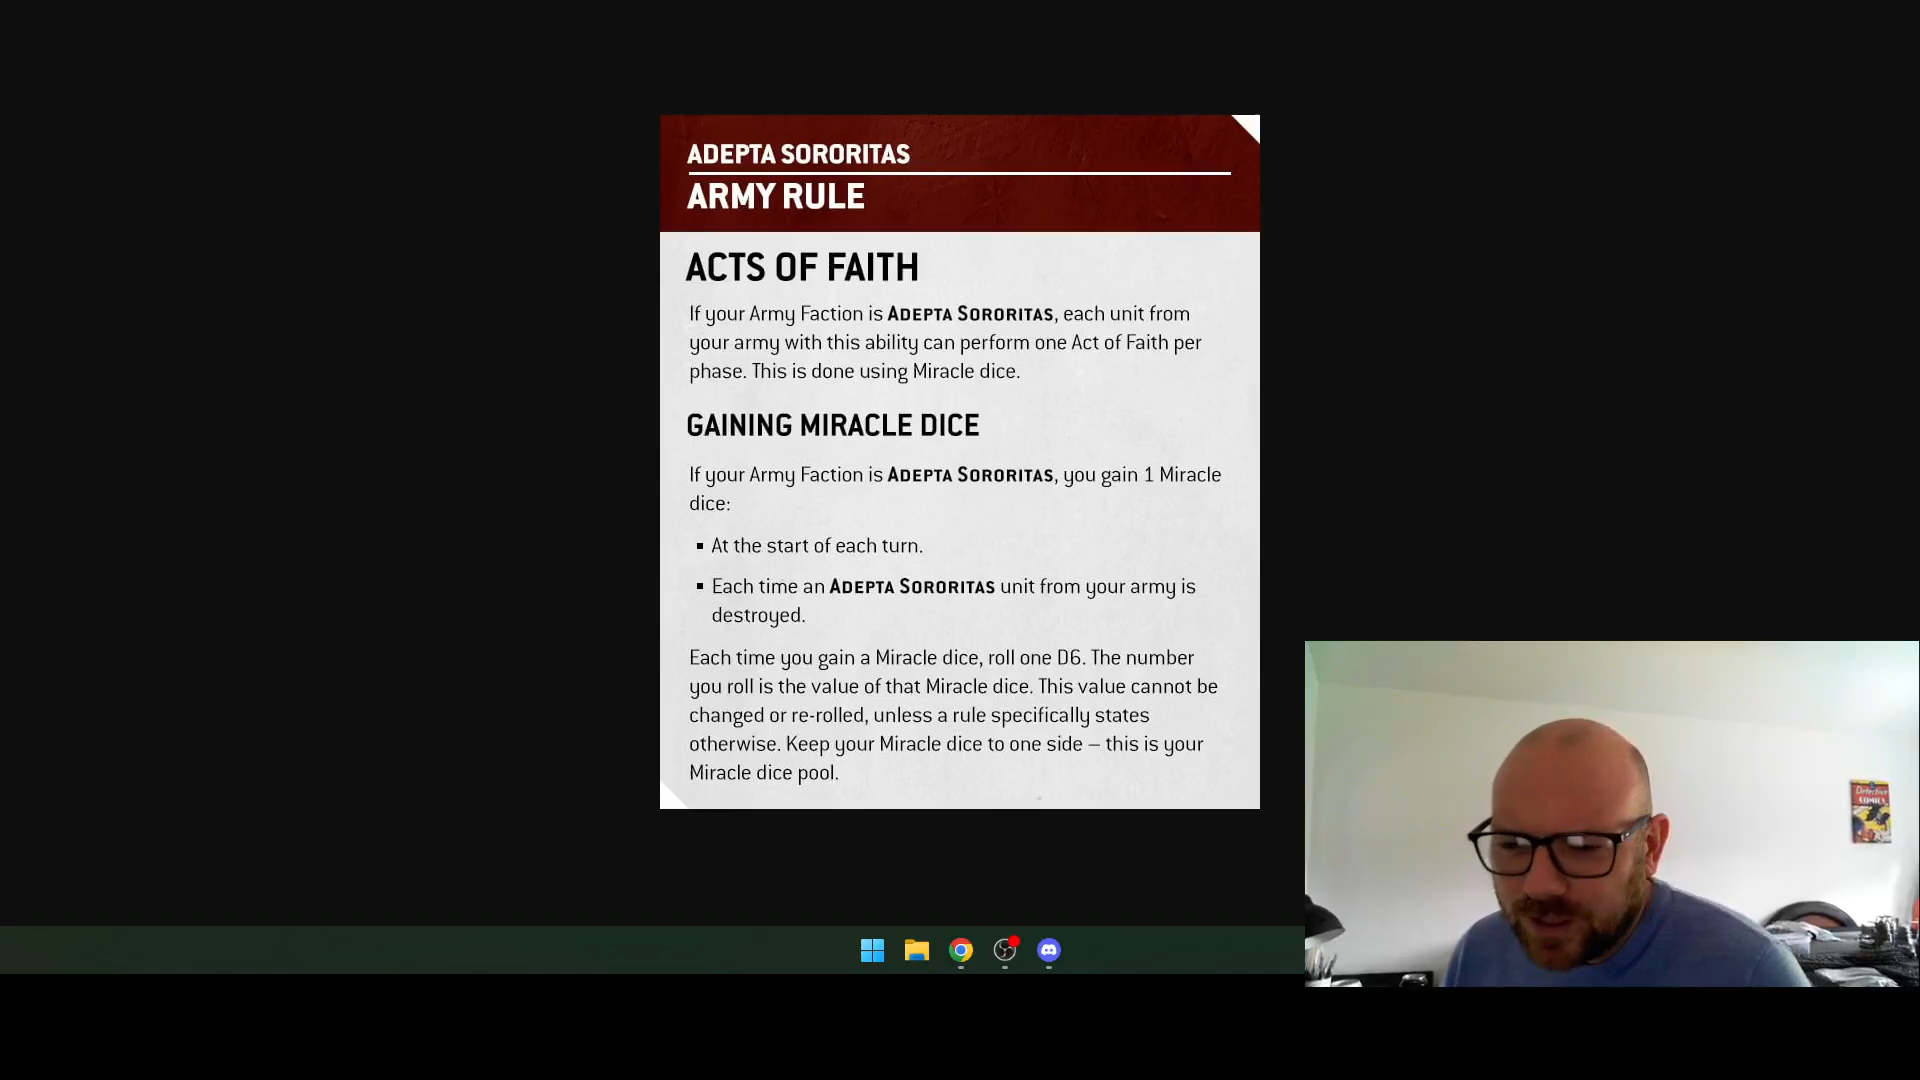 ADEPTA SORORITAS
ARMY RULE
ACTS OF FAITH
If your Army Faction is ADEPTA SORORITAS, each unit from
your army with this ability can perform one Act of Faith per
phase. This is done using Miracle dice.
GAINING MIRACLE DICE
If your Army Faction is ADEPTA SORORITAS, you gain 1 Miracle
dice:
▪ At the start of each turn.
▪ Each time an ADEPTA SORORITAS unit from your army is
destroyed.
Each time you gain a Miracle dice, roll one D6. The number
you roll is the value of that Miracle dice. This value cannot be
changed or re-rolled, unless a rule specifically states
otherwise. Keep your Miracle dice to one side – this is your
Miracle dice pool.
Detective
COMICS